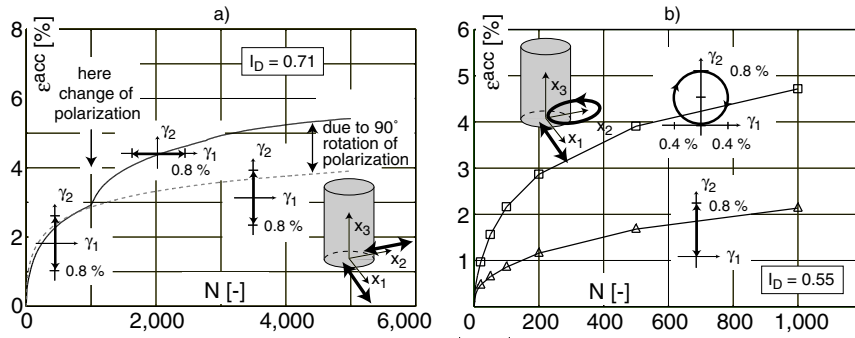 a)
ε^acc [%]
8
6
4
2
0
0
2,000
4,000
6,000
N [-]
I_D = 0.71
here
change of
polarization
γ2
γ1
0.8 %
γ2
γ1
0.8 %
γ2
γ1
0.8 %
due to 90°
rotation of
polarization
x3
x2
x1
b)
ε^acc [%]
6
5
4
3
2
1
0
200
400
600
800
1,000
N [-]
x3
x2
x1
γ2
0.8 %
γ1
0.4 %
0.4 %
γ2
0.8 %
γ1
I_D = 0.55